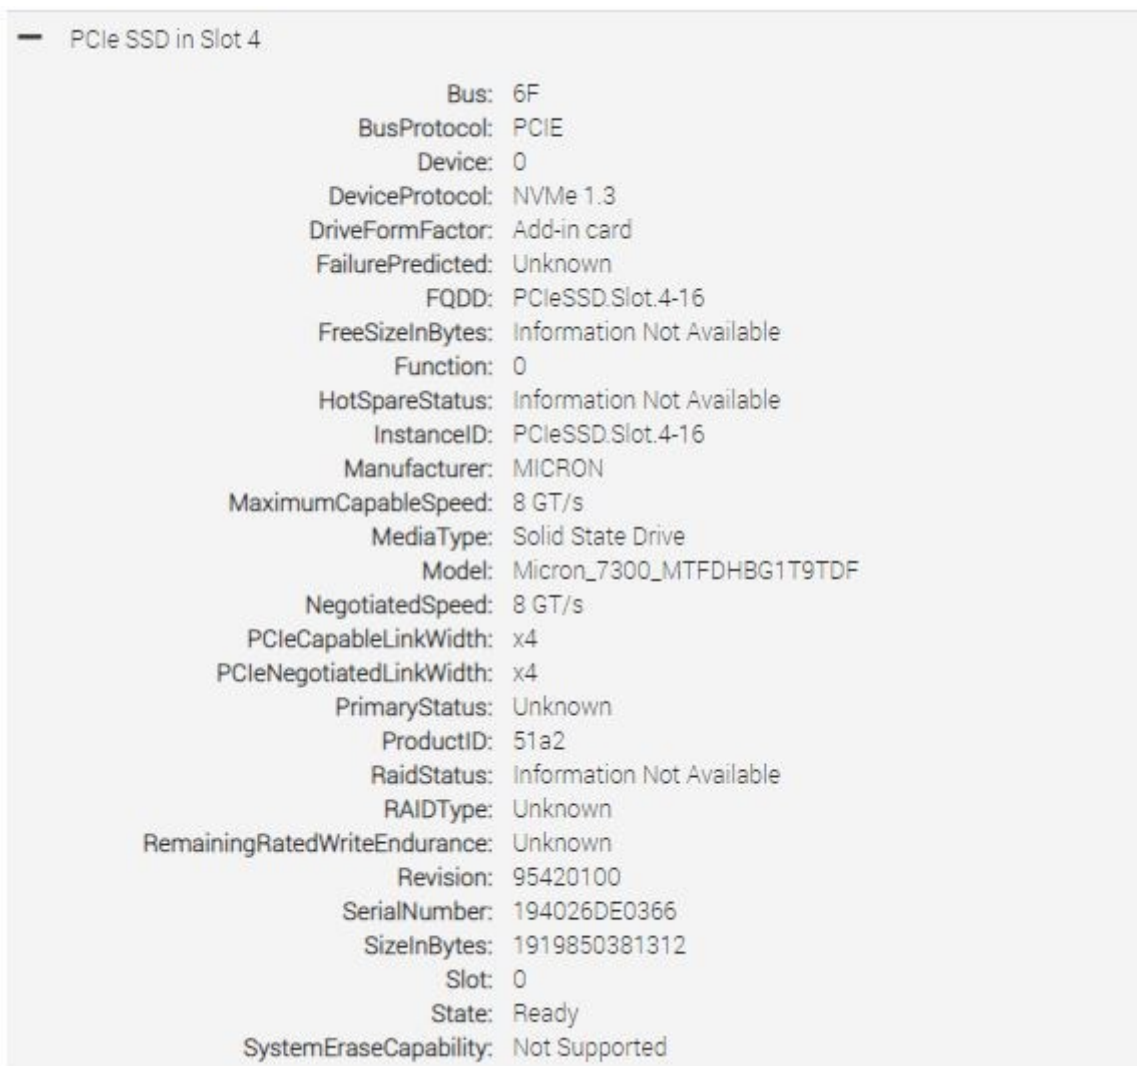 PCIe SSD in Slot 4
Bus: 6F
BusProtocol: PCIE
Device: 0
DeviceProtocol: NVMe 1.3
DriveFormFactor: Add-in card
FailurePredicted: Unknown
FQDD: PCIeSSD.Slot.4-16
FreeSizeInBytes: Information Not Available
Function: 0
HotSpareStatus: Information Not Available
InstanceID: PCIeSSD.Slot.4-16
Manufacturer: MICRON
MaximumCapableSpeed: 8 GT/s
MediaType: Solid State Drive
Model: Micron_7300_MTFDHBG1T9TDF
NegotiatedSpeed: 8 GT/s
PCIeCapableLinkWidth: x4
PCIeNegotiatedLinkWidth: x4
PrimaryStatus: Unknown
ProductID: 51a2
RaidStatus: Information Not Available
RAIDType: Unknown
RemainingRatedWriteEndurance: Unknown
Revision: 95420100
SerialNumber: 194026DE0366
SizeInBytes: 1919850381312
Slot: 0
State: Ready
SystemEraseCapability: Not Supported